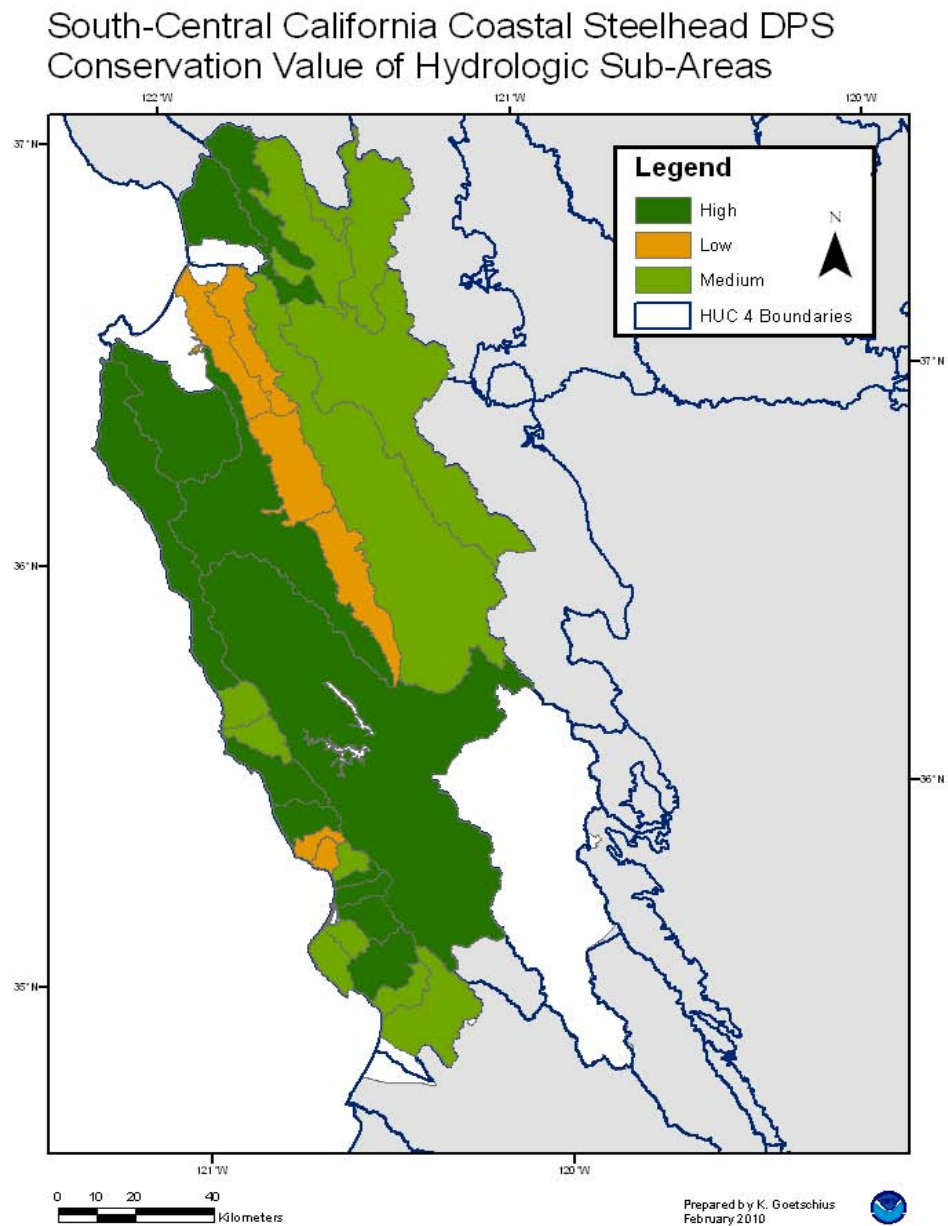 South-Central California Coastal Steelhead DPS
Conservation Value of Hydrologic Sub-Areas
122°W
121°W
120°W
37°N
Legend
High
N
Low
Medium
HUC 4 Boundaries
37°N
36°N
36°N
35°N
121°W
120°W
0 10 20 40
Kilometers
Prepared by K. Goetschius
February 2010